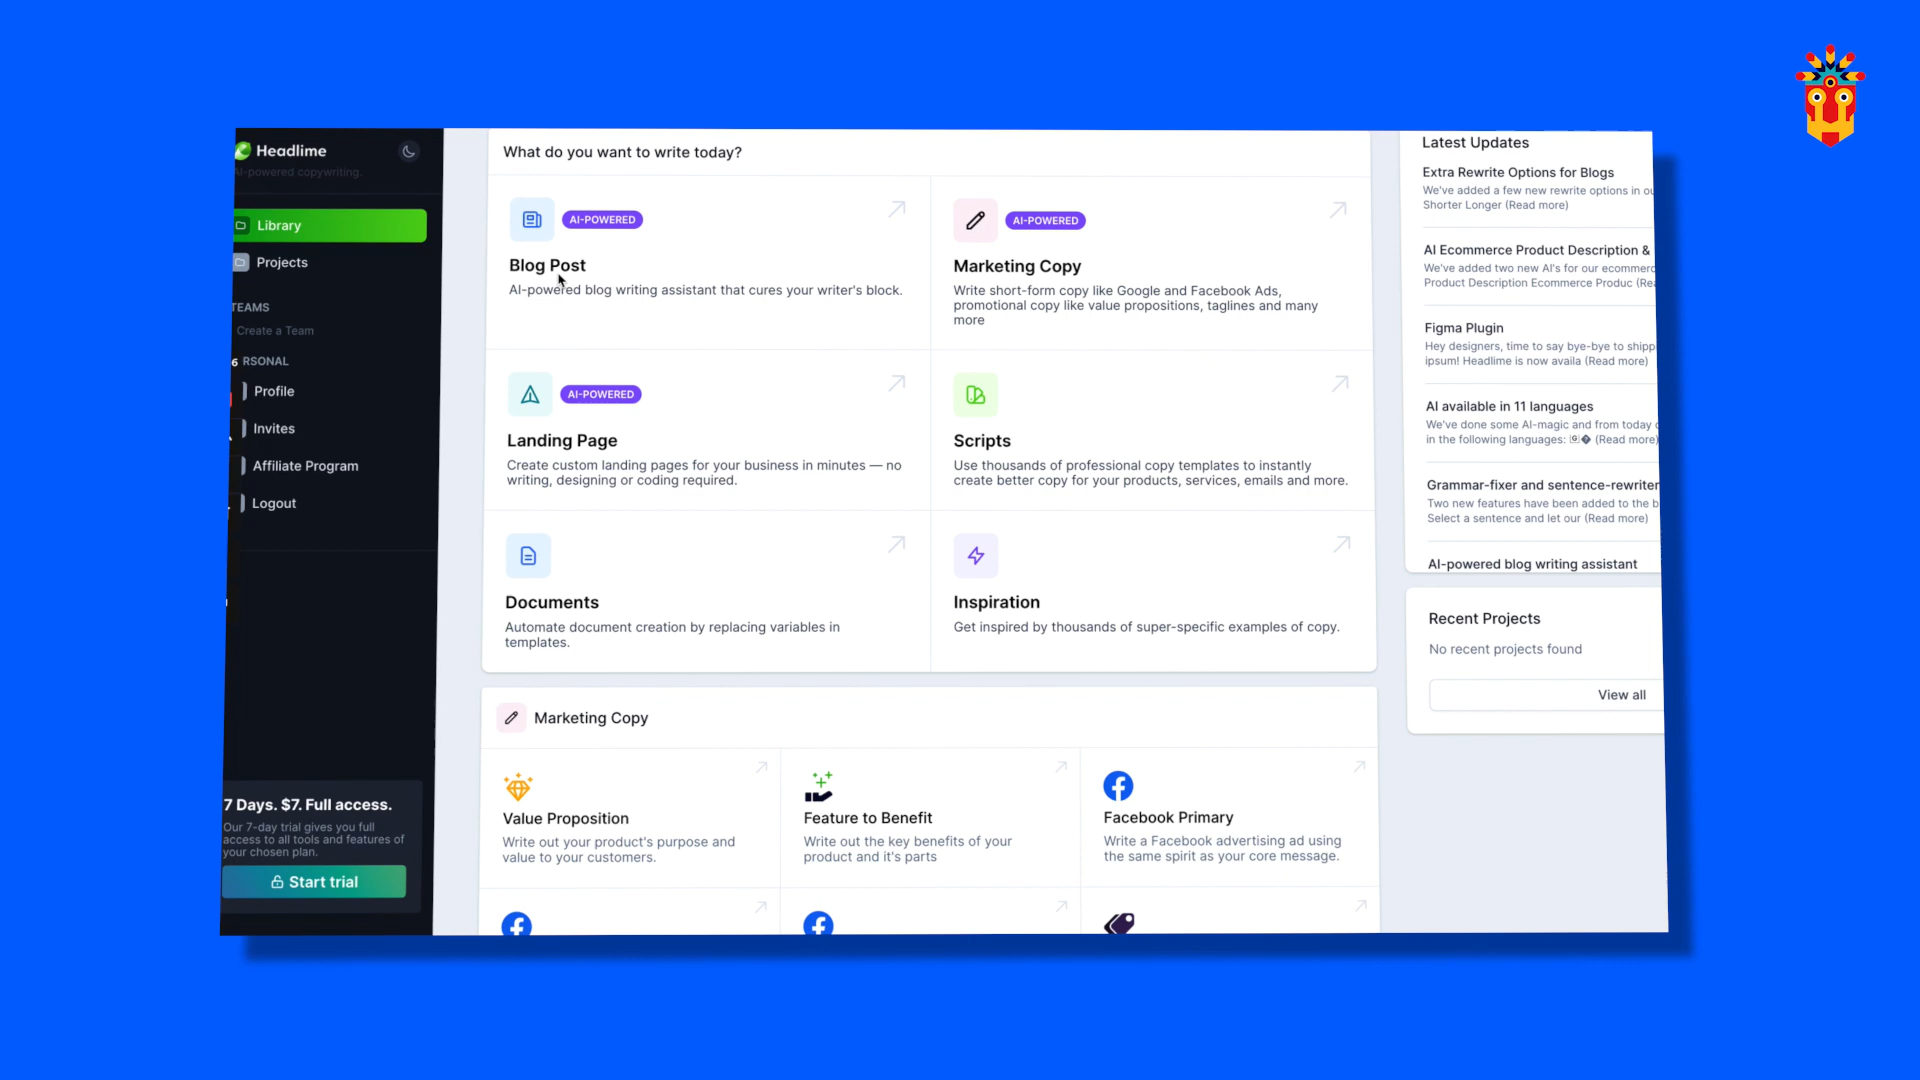 Headlime
AI-powered copywriting.
Library
Projects
TEAMS
Create a Team
6 RSONAL
Profile
Invites
Affiliate Program
Logout
7 Days. $7. Full access.
Our 7-day trial gives you full
access to all tools and features of
your chosen plan.
Start trial
What do you want to write today?
AI-POWERED
Blog Post
AI-powered blog writing assistant that cures your writer's block.
AI-POWERED
Marketing Copy
Write short-form copy like Google and Facebook Ads,
promotional copy like value propositions, taglines and many
more
AI-POWERED
Landing Page
Create custom landing pages for your business in minutes — no
writing, designing or coding required.
Scripts
Use thousands of professional copy templates to instantly
create better copy for your products, services, emails and more.
Documents
Automate document creation by replacing variables in
templates.
Inspiration
Get inspired by thousands of super-specific examples of copy.
Marketing Copy
Value Proposition
Write out your product's purpose and
value to your customers.
Feature to Benefit
Write out the key benefits of your
product and it's parts
Facebook Primary
Write a Facebook advertising ad using
the same spirit as your core message.
Latest Updates
Extra Rewrite Options for Blogs
We've added a few new rewrite options in
Shorter Longer (Read more)
AI Ecommerce Product Description &
We've added two new AI's for our
Product Description Ecommerce Produc
Figma Plugin
Hey designers, time to say bye-bye to
ipsum! Headlime is now availa (Read more)
AI available in 11 languages
We've done some AI-magic and from today
in the following languages: (Read more)
Grammar-fixer and sentence-rewriter
Two new features have been added to the
Select a sentence and let our (Read more)
AI-powered blog writing assistant
Recent Projects
No recent projects found
View all